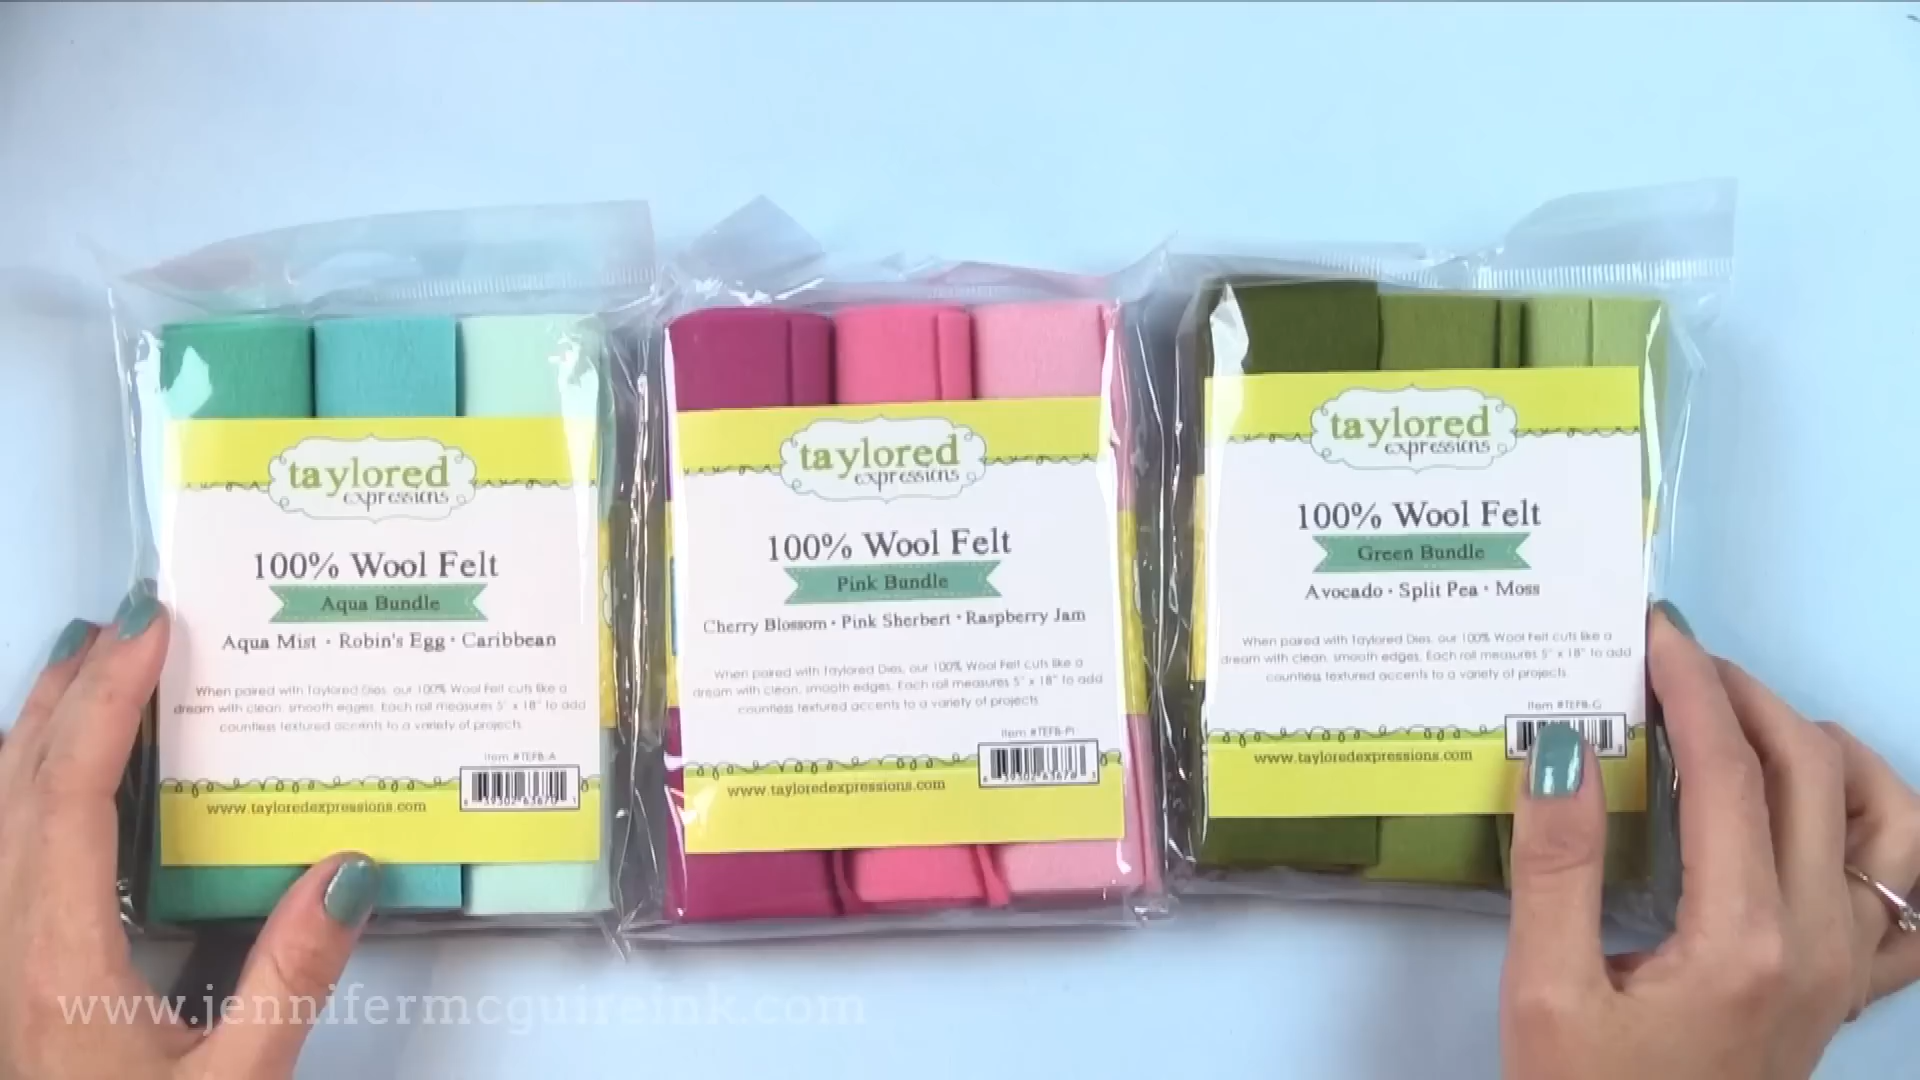 taylored
expressions
100% Wool Felt
Aqua Bundle
Aqua Mist · Robin's Egg · Caribbean
When paired with Taylored Dies, our 100% Wool Felt cuts like a
dream with clean, smooth edges. Each roll measures 5" x 18" to add
countless textured accents to a variety of projects
Item #TEFB-A
www.tayloredexpressions.com
taylored
expressions
100% Wool Felt
Pink Bundle
Cherry Blossom · Pink Sherbert · Raspberry Jam
When paired with Taylored Dies, our 100% Wool Felt cuts like a
dream with clean, smooth edges. Each roll measures 5" x 18" to add
countless textured accents to a variety of projects
Item #TEFB-PI
www.tayloredexpressions.com
taylored
expressions
100% Wool Felt
Green Bundle
Avocado · Split Pea · Moss
When paired with Taylored Dies, our 100% Wool Felt cuts like a
dream with clean, smooth edges. Each roll measures 5" x 18" to add
countless textured accents to a variety of projects
Item #TEFB-G
www.tayloredexpressions.com
www.jennifermcguireink.com